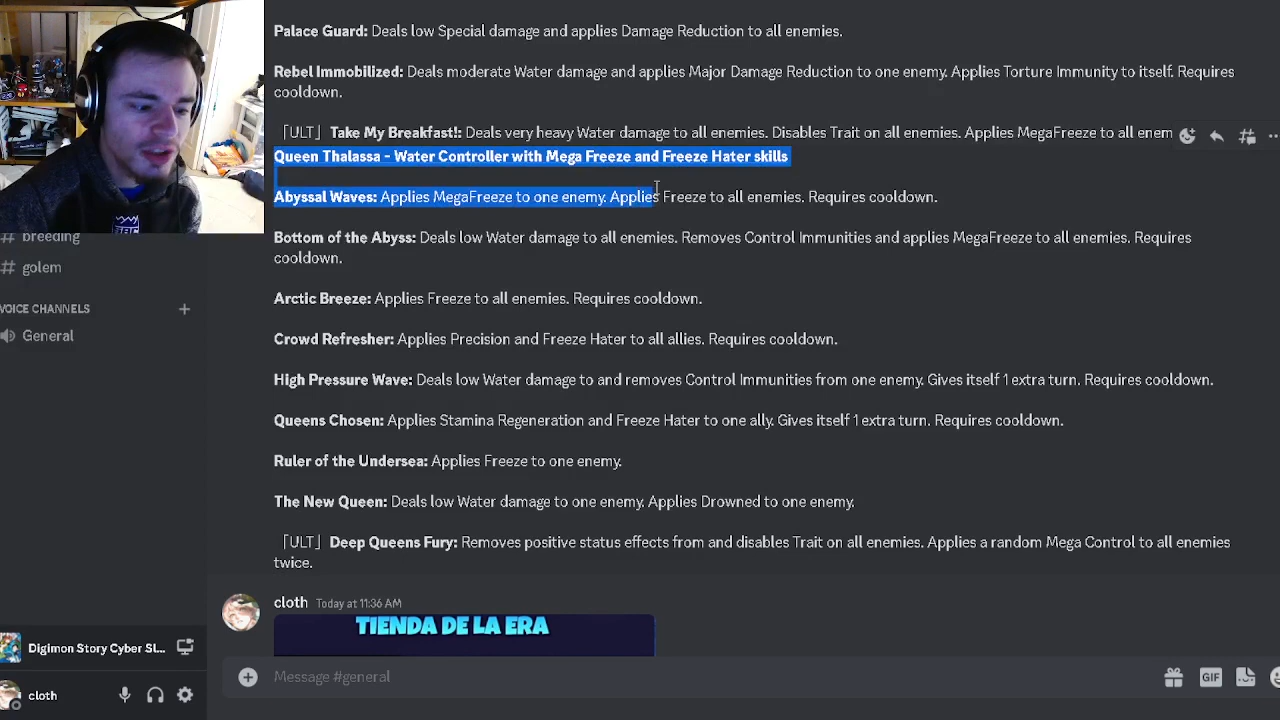 Palace Guard: Deals low Special damage and applies Damage Reduction to all enemies.
Rebel Immobilized: Deals moderate Water damage and applies Major Damage Reduction to one enemy. Applies Torture Immunity to itself. Requires
cooldown.
「ULT」 Take My Breakfast!: Deals very heavy Water damage to all enemies. Disables Trait on all enemies. Applies MegaFreeze to all enem
Queen Thalassa - Water Controller with Mega Freeze and Freeze Hater skills
Abyssal Waves: Applies MegaFreeze to one enemy. Applies Freeze to all enemies. Requires cooldown.
Bottom of the Abyss: Deals low Water damage to all enemies. Removes Control Immunities and applies MegaFreeze to all enemies. Requires
cooldown.
Arctic Breeze: Applies Freeze to all enemies. Requires cooldown.
Crowd Refresher: Applies Precision and Freeze Hater to all allies. Requires cooldown.
High Pressure Wave: Deals low Water damage to and removes Control Immunities from one enemy. Gives itself 1 extra turn. Requires cooldown.
Queens Chosen: Applies Stamina Regeneration and Freeze Hater to one ally. Gives itself 1 extra turn. Requires cooldown.
Ruler of the Undersea: Applies Freeze to one enemy.
The New Queen: Deals low Water damage to one enemy. Applies Drowned to one enemy.
「ULT」 Deep Queens Fury: Removes positive status effects from and disables Trait on all enemies. Applies a random Mega Control to all enemies
twice.
cloth Today at 11:36 AM
TIENDA DE LA ERA
Message #general
GIF
# breeding
# golem
VOICE CHANNELS
General
Digimon Story Cyber Sl...
cloth